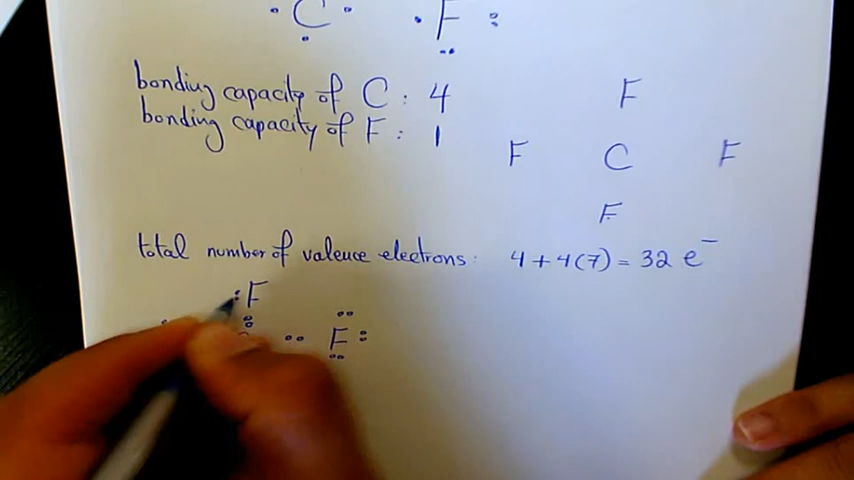 C F
bonding capacity of C : 4
bonding capacity of F : 1
F
F C F
F
total number of valence electrons: 4 + 4(7) = 32 e⁻
F
F